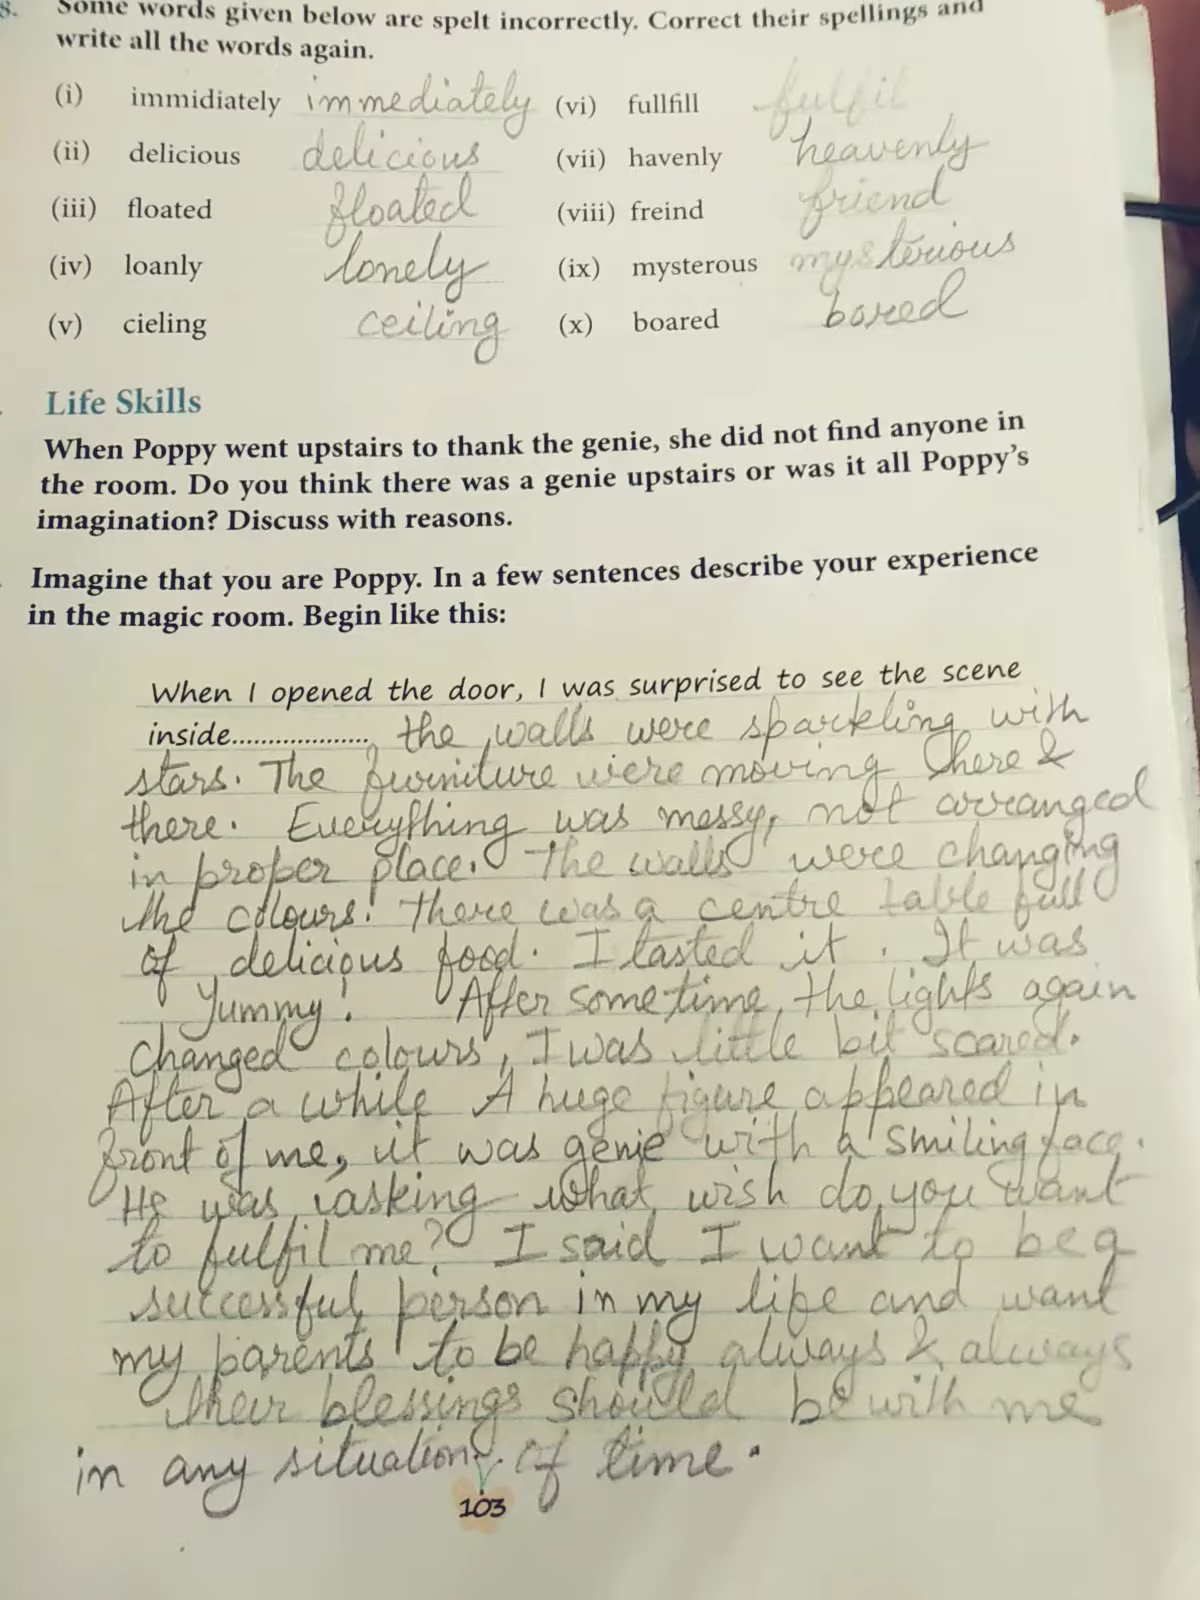 8. Some words given below are spelt incorrectly. Correct their spellings and
write all the words again.
(i) immidiately immediately (vi) fullfill fulfil
(ii) delicious delicious (vii) havenly heavenly
(iii) floated floated (viii) freind friend
(iv) loanly lonely (ix) mysterous mysterious
(v) cieling ceiling (x) boared bored
Life Skills
When Poppy went upstairs to thank the genie, she did not find anyone in
the room. Do you think there was a genie upstairs or was it all Poppy's
imagination? Discuss with reasons.
Imagine that you are Poppy. In a few sentences describe your experience
in the magic room. Begin like this:
When I opened the door, I was surprised to see the scene
inside...................., the walls were sparkling with
stars. The furniture were moving here &
there. Everything was messy, not arranged
in proper place. The walls were changing
the colours. There was a centre table full
of delicious food. I tasted it. It was
Yummy! After sometime, the lights again
changed colours, I was little bit scared.
After a while A huge figure appeared in
front of me, it was genie with a smiling face.
He was asking what wish do you want
to fulfil me? I said I want to be a
successful person in my life and want
my parents to be happy always & always
their blessings should be with me
in any situation. of time.
103